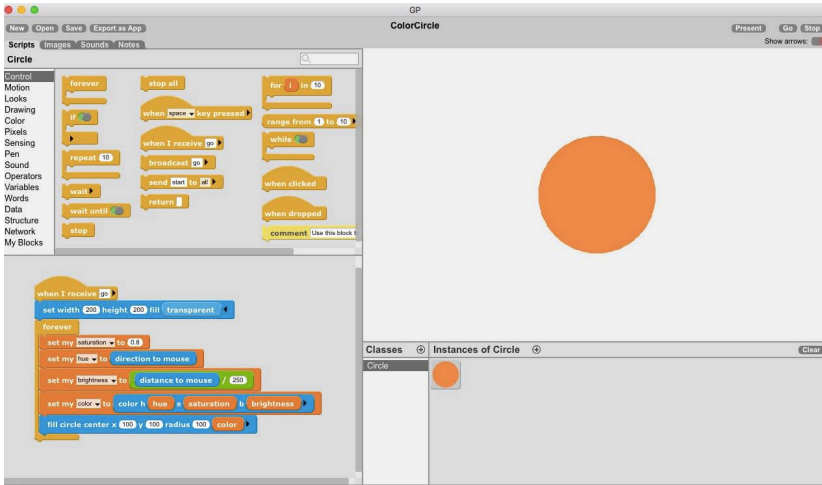 GP
New Open Save Export as App
ColorCircle
Present Go Stop
Scripts Images Sounds Notes
Show arrows:
Circle
Control
Motion
Looks
Drawing
Color
Pixels
Sensing
Pen
Sound
Operators
Variables
Words
Data
Structure
Network
My Blocks
forever
if
repeat 10
wait
wait until
stop
stop all
when space key pressed
when I receive go
broadcast go
send start to all
return
for i in 10
range from 1 to 10
while
when clicked
when dropped
comment Use this block t
when I receive go
set width 200 height 200 fill transparent
forever
set my saturation to 0.8
set my hue to direction to mouse
set my brightness to distance to mouse / 250
set my color to color h hue s saturation b brightness
fill circle center x 100 y 100 radius 100 color
Classes
Instances of Circle
Clear
Circle